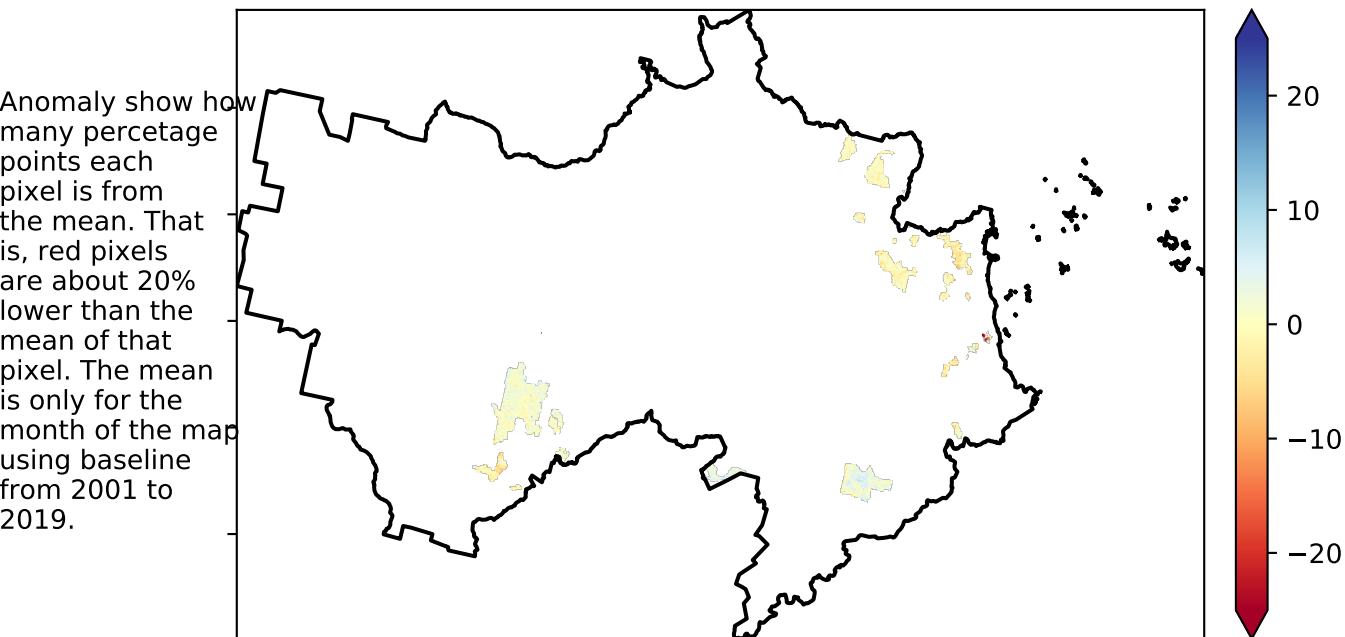 Anomaly show how
many percetage
points each
pixel is from
the mean. That
is, red pixels
are about 20%
lower than the
mean of that
pixel. The mean
is only for the
month of the map
using baseline
from 2001 to
2019.
20
10
0
−10
−20